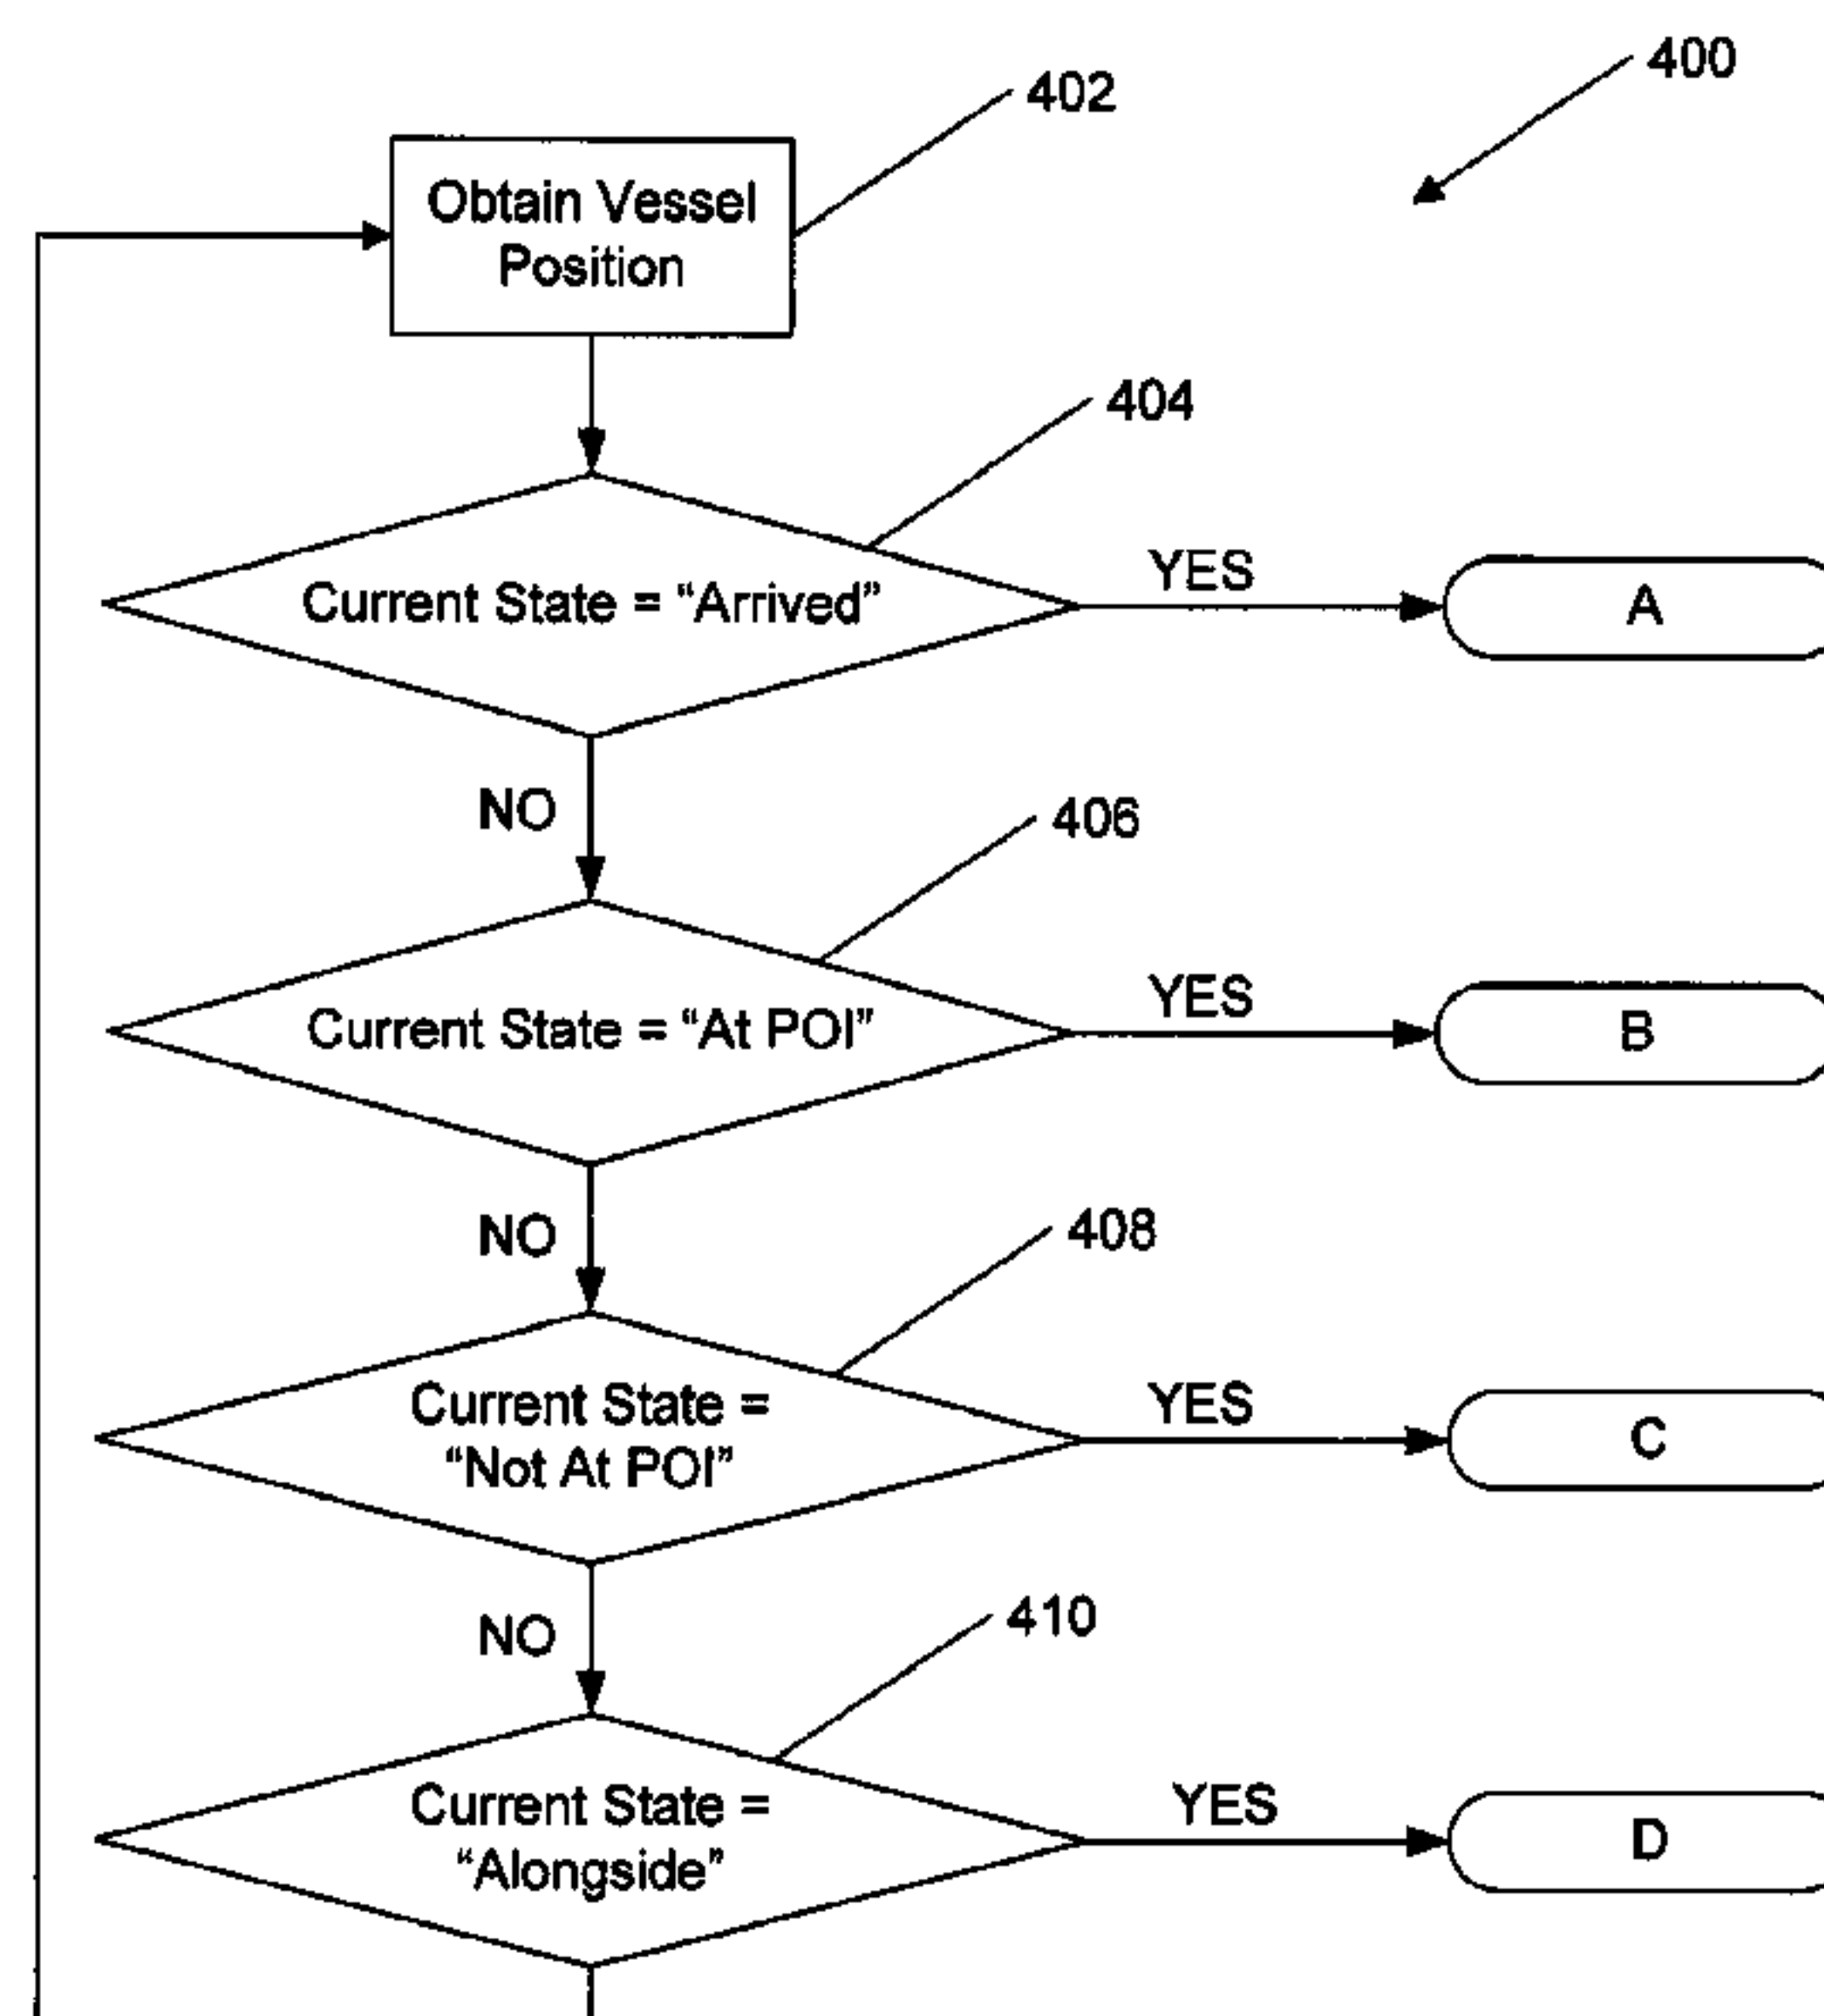 400
402
Obtain Vessel
Position
404
Current State = “Arrived”
YES
A
NO
406
Current State = “At POI”
YES
B
NO
408
Current State =
“Not At POI”
YES
C
NO
410
Current State =
“Alongside”
YES
D